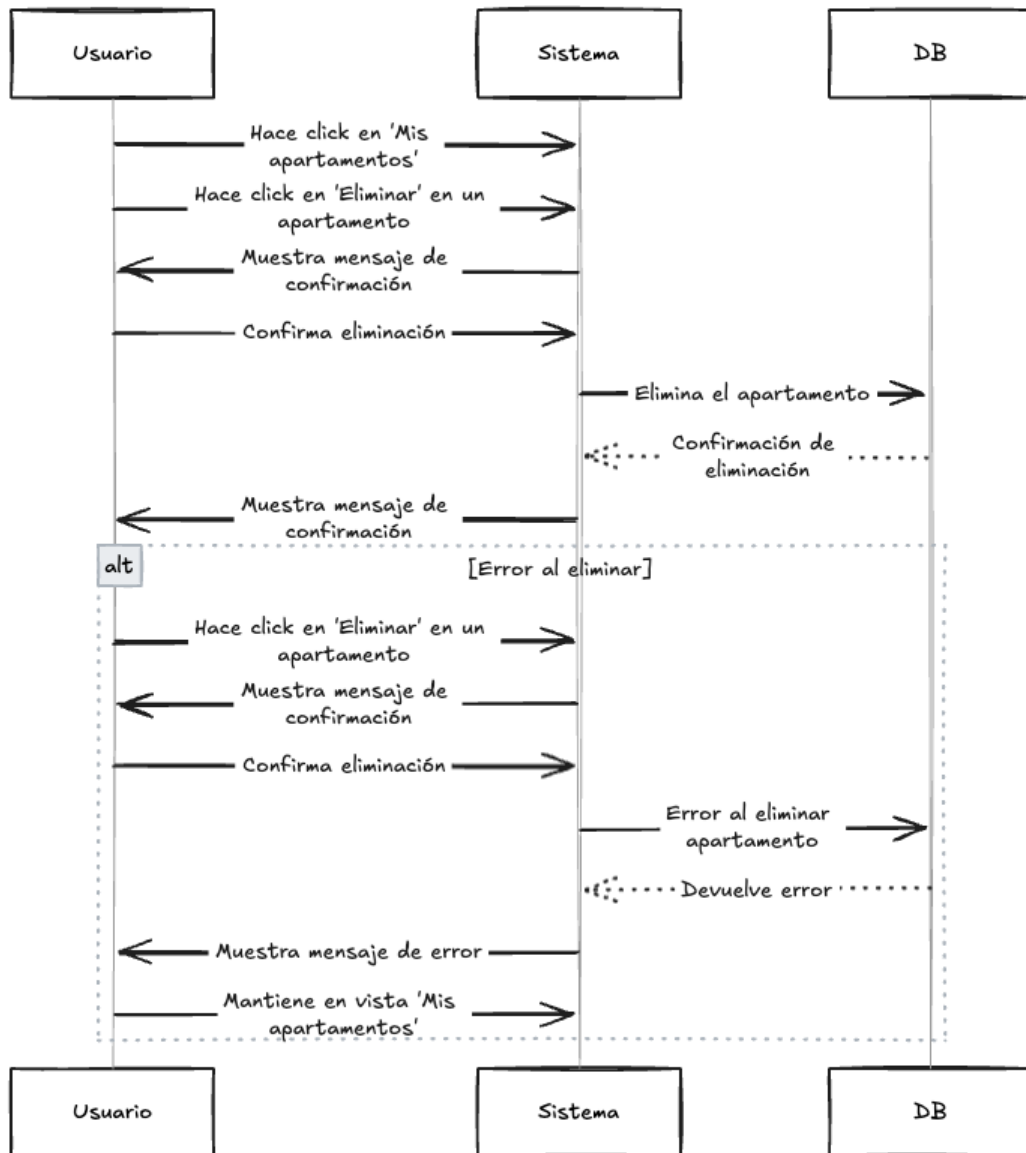 Usuario
Sistema
DB
Hace click en 'Mis
apartamentos'
Hace click en 'Eliminar' en un
apartamento
Muestra mensaje de
confirmación
Confirma eliminación
Elimina el apartamento
Confirmación de
eliminación
Muestra mensaje de
confirmación
alt
[Error al eliminar]
Hace click en 'Eliminar' en un
apartamento
Muestra mensaje de
confirmación
Confirma eliminación
Error al eliminar
apartamento
Devuelve error
Muestra mensaje de error
Mantiene en vista 'Mis
apartamentos'
Usuario
Sistema
DB